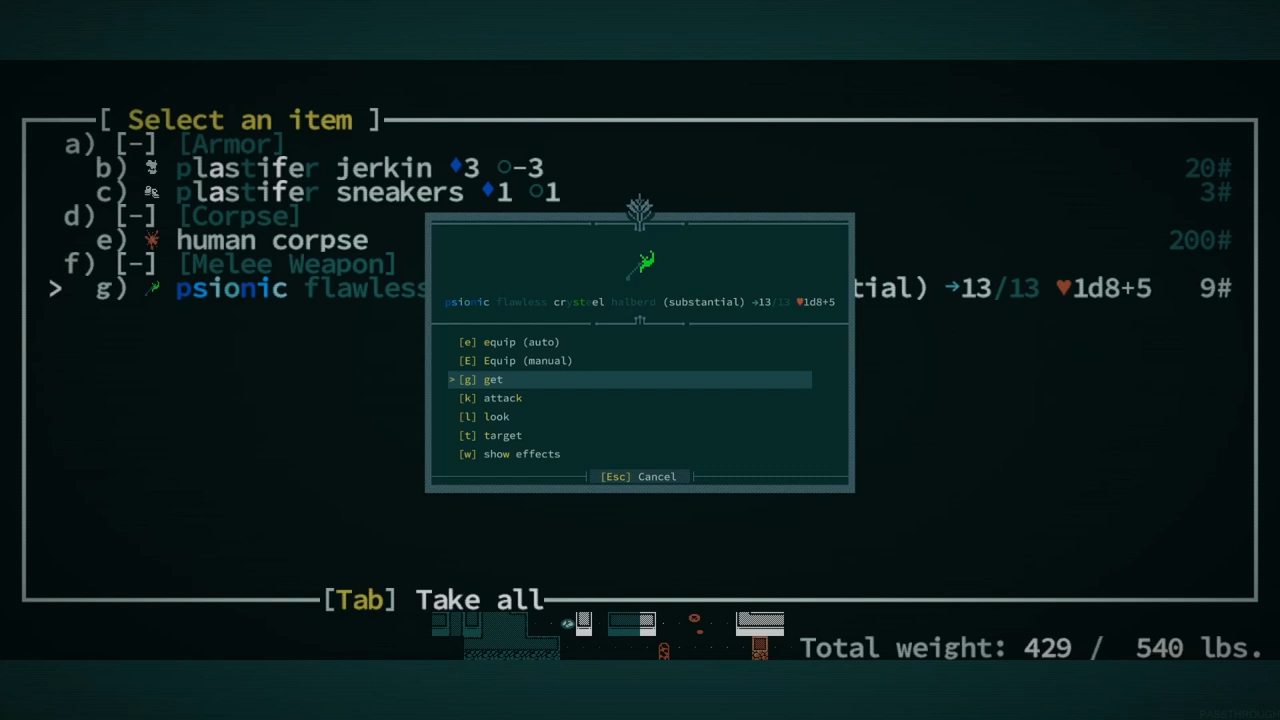 [ Select an item ]
a) [-] [Armor]
b) plastifer jerkin ♦3 ○-3 20#
c) plastifer sneakers ♦1 ○1 3#
d) [-] [Corpse]
e) human corpse 200#
f) [-] [Melee Weapon]
> g) psionic flawless tial) →13/13 ♥1d8+5 9#
psionic flawless crysteel halberd (substantial) →13/13 ♥1d8+5
[e] equip (auto)
[E] Equip (manual)
> [g] get
[k] attack
[l] look
[t] target
[w] show effects
[Esc] Cancel
[Tab] Take all
Total weight: 429 / 540 lbs.